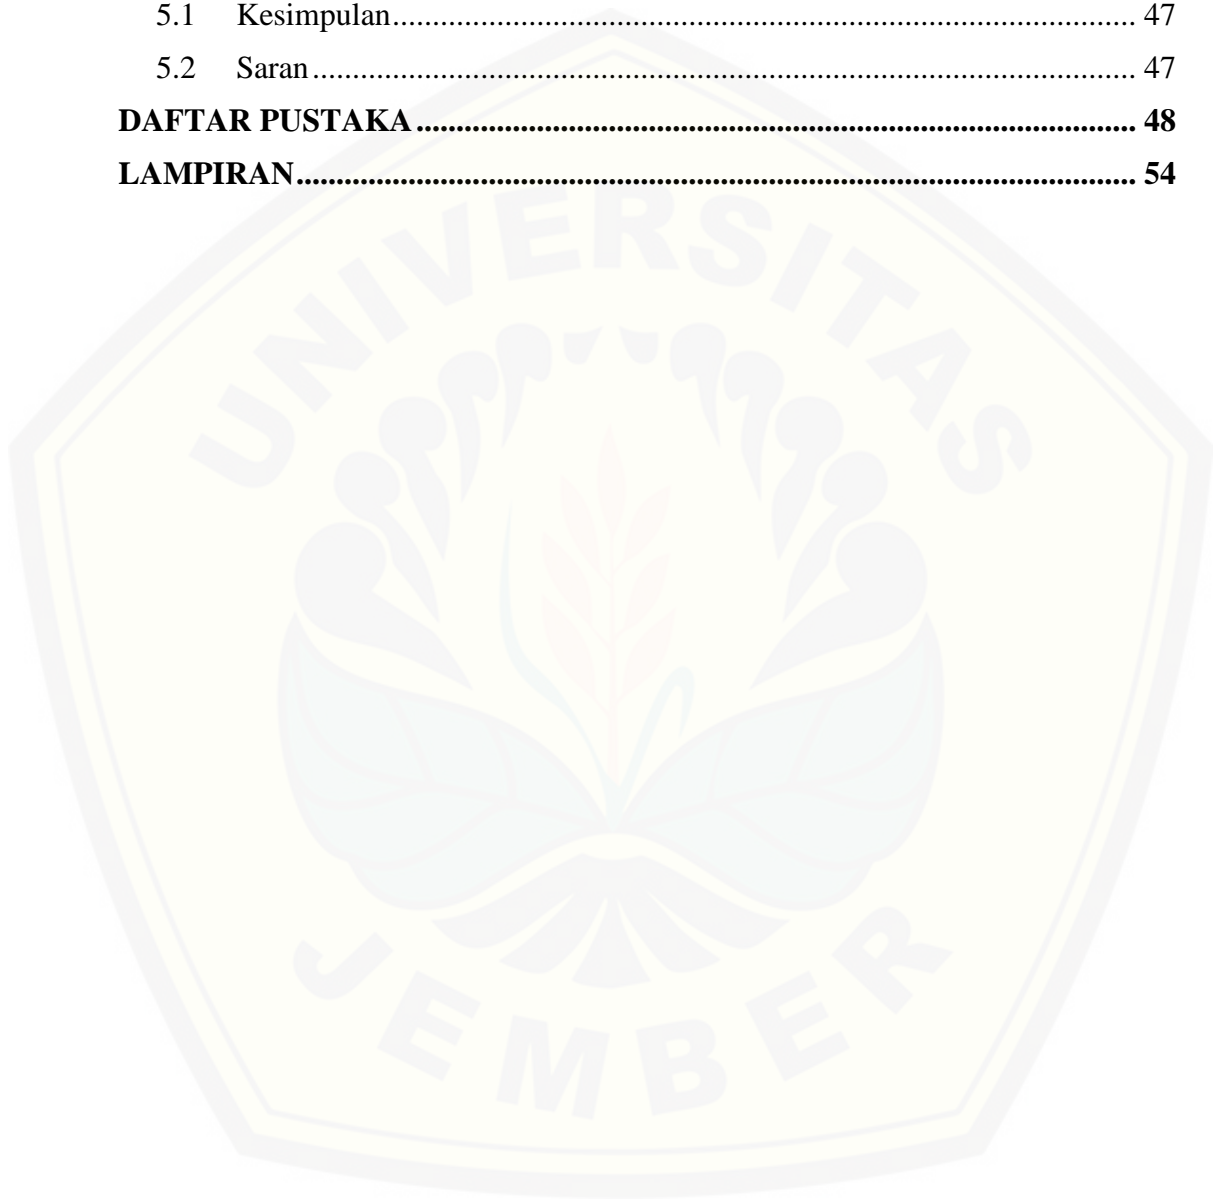 5.1 Kesimpulan........................................................................................... 47
5.2 Saran..................................................................................................... 47
DAFTAR PUSTAKA........................................................................................ 48
LAMPIRAN....................................................................................................... 54
UNIVERSITAS
JEMBER